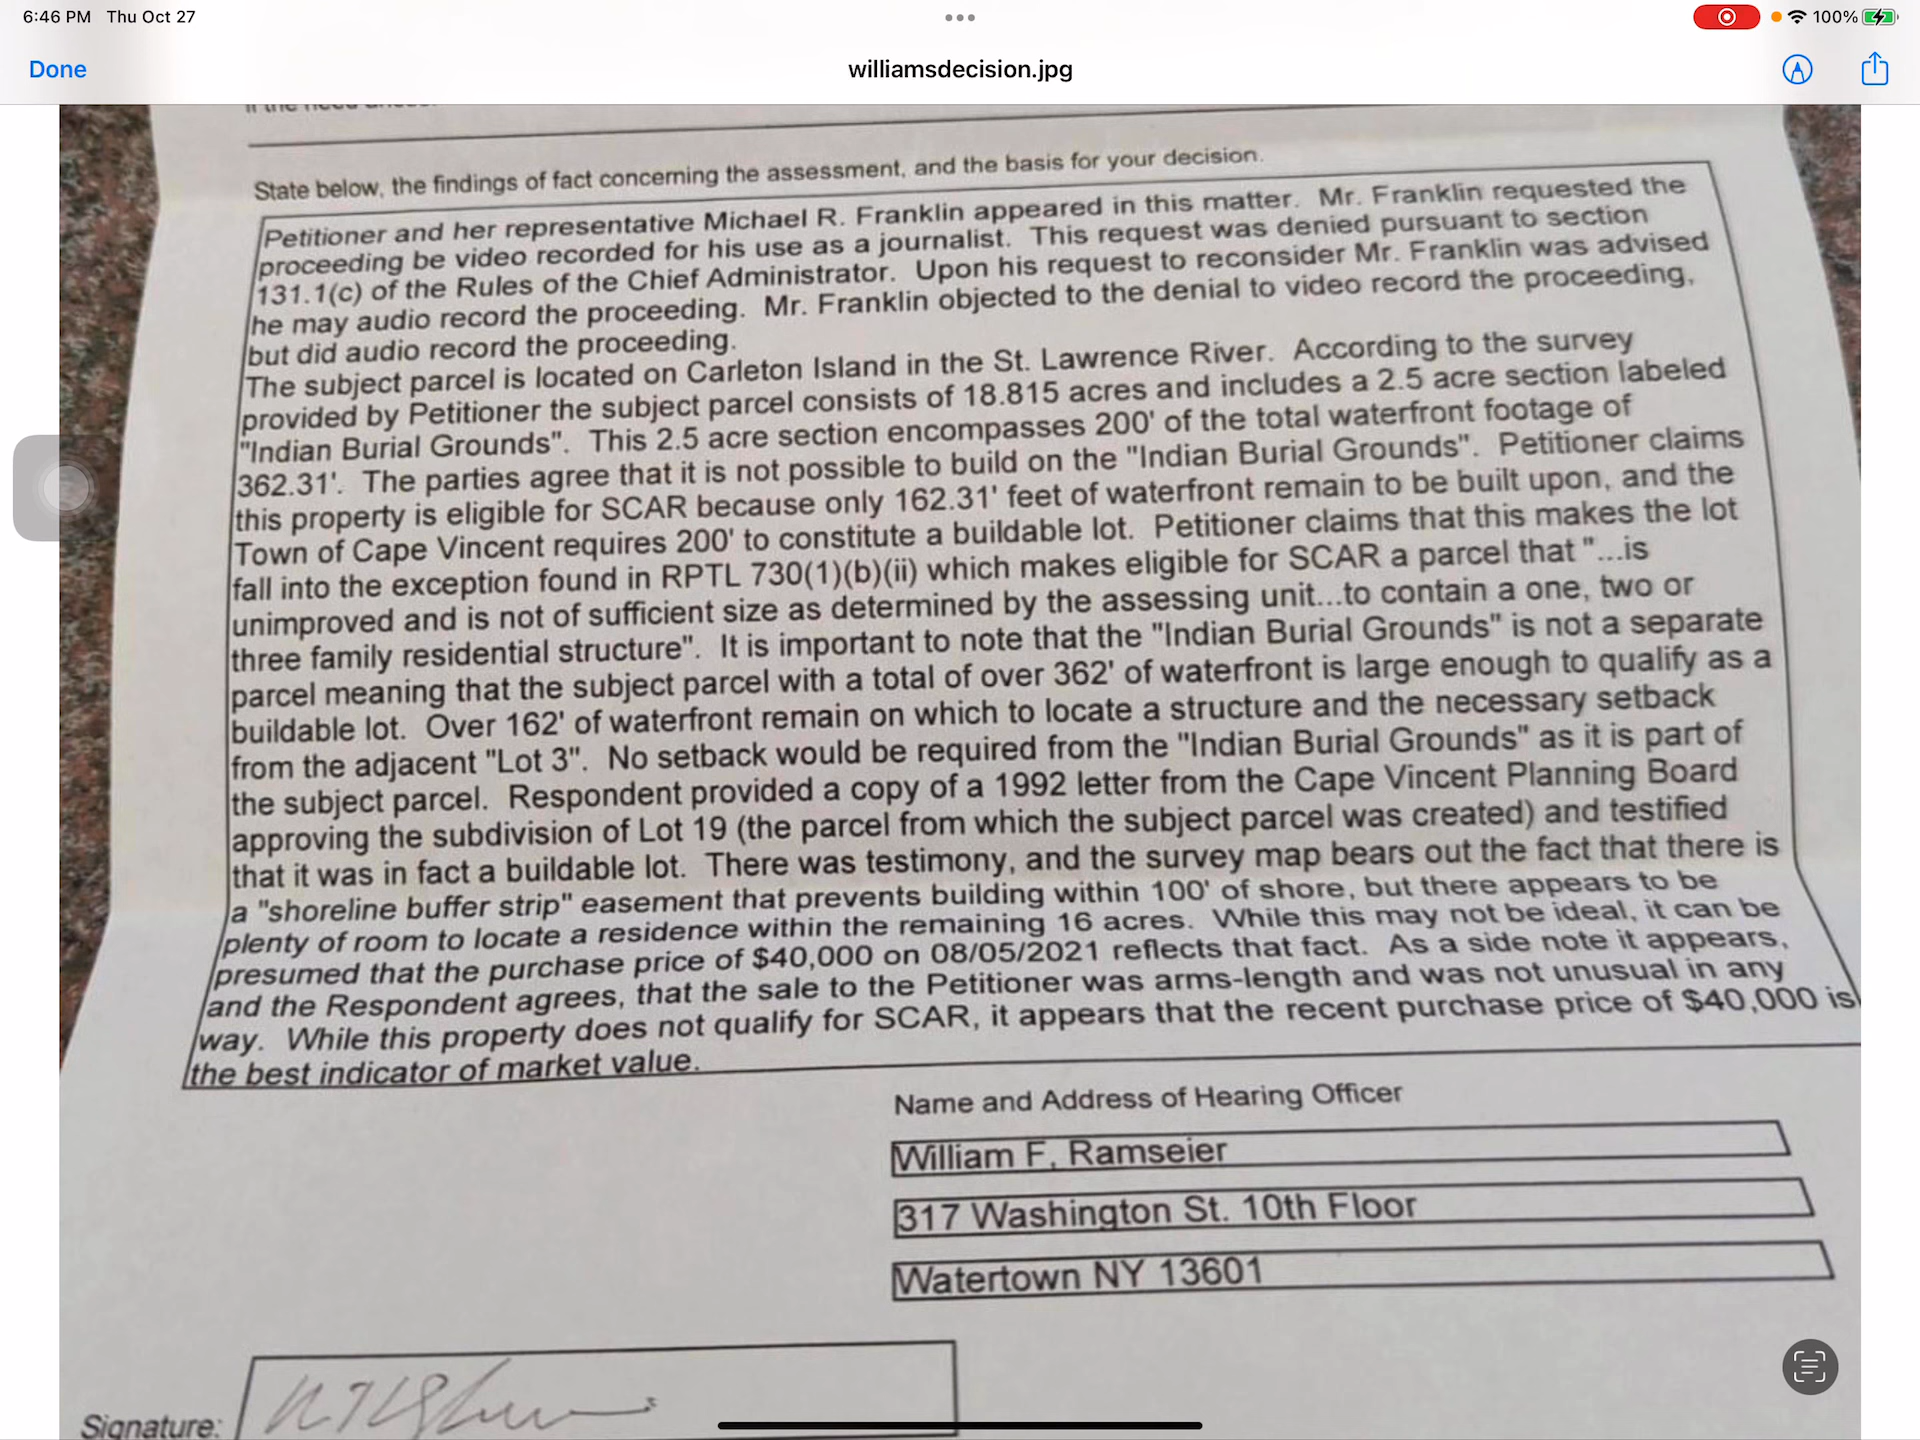 6:46 PM Thu Oct 27
100%
Done
williamsdecision.jpg
State below, the findings of fact concerning the assessment, and the basis for your decision.
Petitioner and her representative Michael R. Franklin appeared in this matter. Mr. Franklin requested the
proceeding be video recorded for his use as a journalist. This request was denied pursuant to section
131.1(c) of the Rules of the Chief Administrator. Upon his request to reconsider Mr. Franklin was advised
he may audio record the proceeding. Mr. Franklin objected to the denial to video record the proceeding,
but did audio record the proceeding.
The subject parcel is located on Carleton Island in the St. Lawrence River. According to the survey
provided by Petitioner the subject parcel consists of 18.815 acres and includes a 2.5 acre section labeled
"Indian Burial Grounds". This 2.5 acre section encompasses 200' of the total waterfront footage of
362.31'. The parties agree that it is not possible to build on the "Indian Burial Grounds". Petitioner claims
this property is eligible for SCAR because only 162.31' feet of waterfront remain to be built upon, and the
Town of Cape Vincent requires 200' to constitute a buildable lot. Petitioner claims that this makes the lot
fall into the exception found in RPTL 730(1)(b)(ii) which makes eligible for SCAR a parcel that "...is
unimproved and is not of sufficient size as determined by the assessing unit...to contain a one, two or
three family residential structure". It is important to note that the "Indian Burial Grounds" is not a separate
parcel meaning that the subject parcel with a total of over 362' of waterfront is large enough to qualify as a
buildable lot. Over 162' of waterfront remain on which to locate a structure and the necessary setback
from the adjacent "Lot 3". No setback would be required from the "Indian Burial Grounds" as it is part of
the subject parcel. Respondent provided a copy of a 1992 letter from the Cape Vincent Planning Board
approving the subdivision of Lot 19 (the parcel from which the subject parcel was created) and testified
that it was in fact a buildable lot. There was testimony, and the survey map bears out the fact that there is
a "shoreline buffer strip" easement that prevents building within 100' of shore, but there appears to be
plenty of room to locate a residence within the remaining 16 acres. While this may not be ideal, it can be
presumed that the purchase price of $40,000 on 08/05/2021 reflects that fact. As a side note it appears,
and the Respondent agrees, that the sale to the Petitioner was arms-length and was not unusual in any
way. While this property does not qualify for SCAR, it appears that the recent purchase price of $40,000 is
the best indicator of market value.
Name and Address of Hearing Officer
William F, Ramseier
317 Washington St. 10th Floor
Watertown NY 13601
Signature: